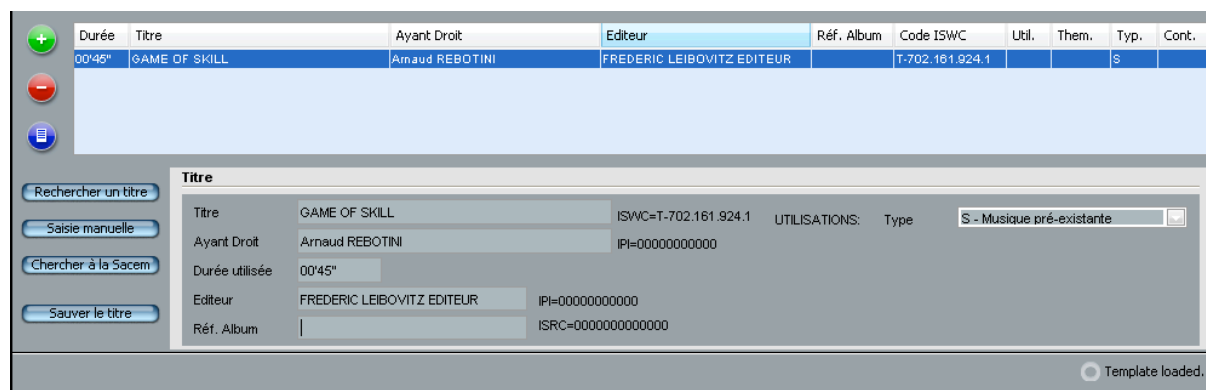 Durée Titre Ayant Droit Editeur Réf. Album Code ISWC Util. Them. Typ. Cont.
00'45" GAME OF SKILL Arnaud REBOTINI FREDERIC LEIBOVITZ EDITEUR T-702.161.924.1 S
Titre
Rechercher un titre
Saisie manuelle
Chercher à la Sacem
Sauver le titre
Titre GAME OF SKILL ISWC=T-702.161.924.1 UTILISATIONS: Type S - Musique pré-existante
Ayant Droit Arnaud REBOTINI IPI=00000000000
Durée utilisée 00'45"
Editeur FREDERIC LEIBOVITZ EDITEUR IPI=00000000000
Réf. Album ISRC=0000000000000
Template loaded.